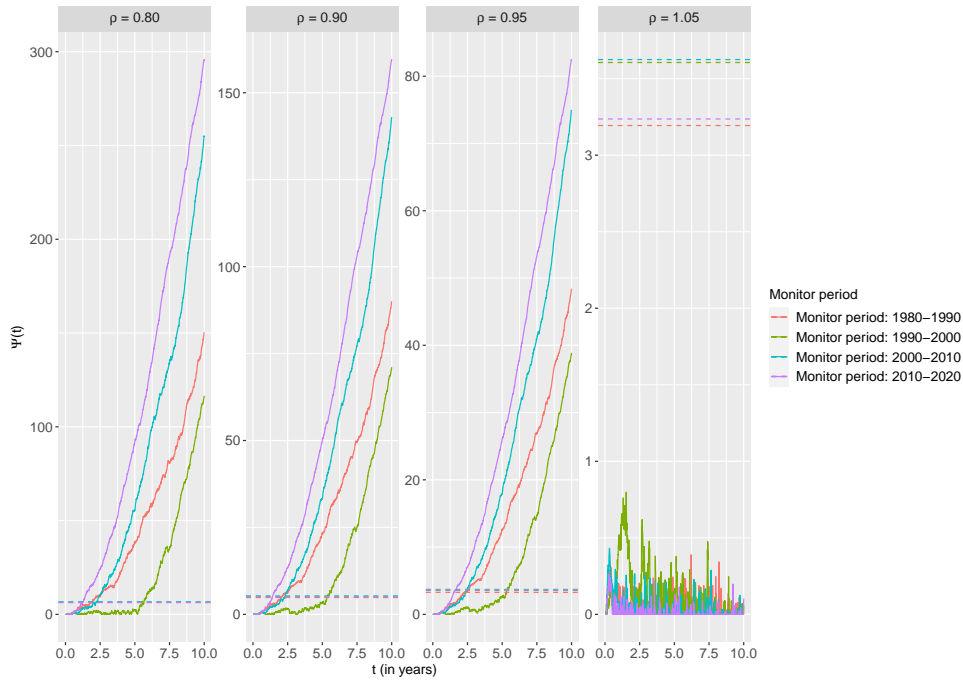 ρ = 0.80
ρ = 0.90
ρ = 0.95
ρ = 1.05
Ψ(t)
300
200
100
0
150
100
50
0
80
60
40
20
0
3
2
1
0
0.0 2.5 5.0 7.5 10.0
0.0 2.5 5.0 7.5 10.0
0.0 2.5 5.0 7.5 10.0
0.0 2.5 5.0 7.5 10.0
t (in years)
Monitor period
Monitor period: 1980−1990
Monitor period: 1990−2000
Monitor period: 2000−2010
Monitor period: 2010−2020